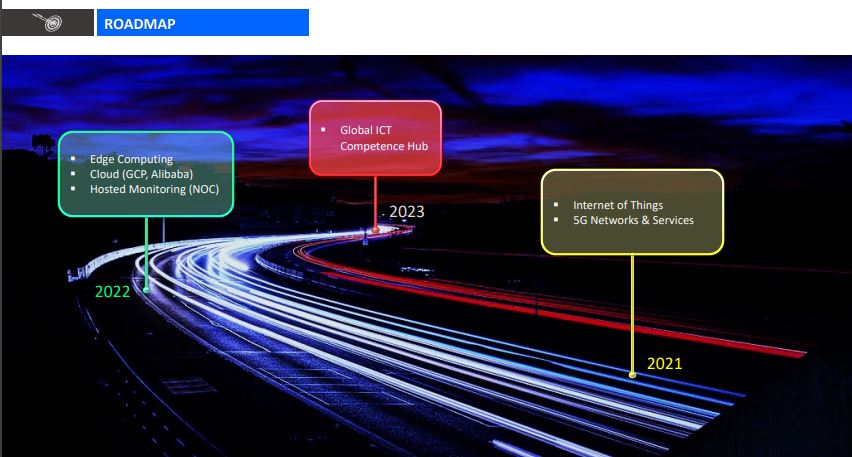 ROADMAP
Global ICT
Competence Hub
Edge Computing
Cloud (GCP, Alibaba)
Hosted Monitoring (NOC)
Internet of Things
5G Networks & Services
2023
2022
2021